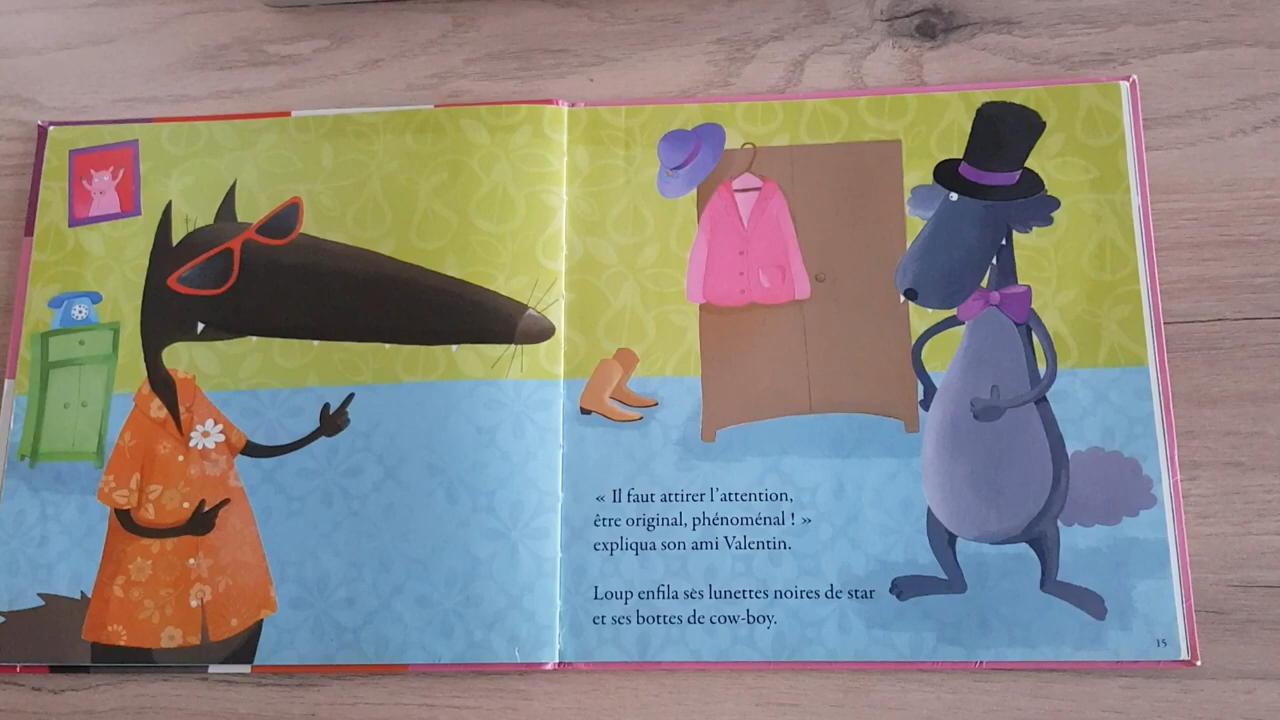 « Il faut attirer l'attention,
être original, phénoménal ! »
expliqua son ami Valentin.
Loup enfila ses lunettes noires de star
et ses bottes de cow-boy.
15